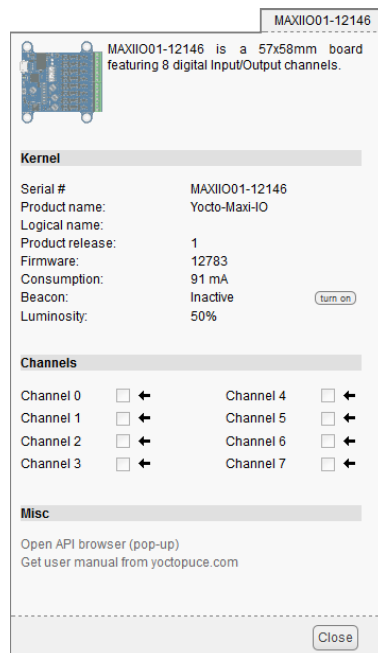 MAXIIO01-12146
MAXIIO01-12146 is a 57x58mm board
featuring 8 digital Input/Output channels.
Kernel
Serial # MAXIIO01-12146
Product name: Yocto-Maxi-IO
Logical name:
Product release: 1
Firmware: 12783
Consumption: 91 mA
Beacon: Inactive turn on
Luminosity: 50%
Channels
Channel 0 Channel 4
Channel 1 Channel 5
Channel 2 Channel 6
Channel 3 Channel 7
Misc
Open API browser (pop-up)
Get user manual from yoctopuce.com
Close